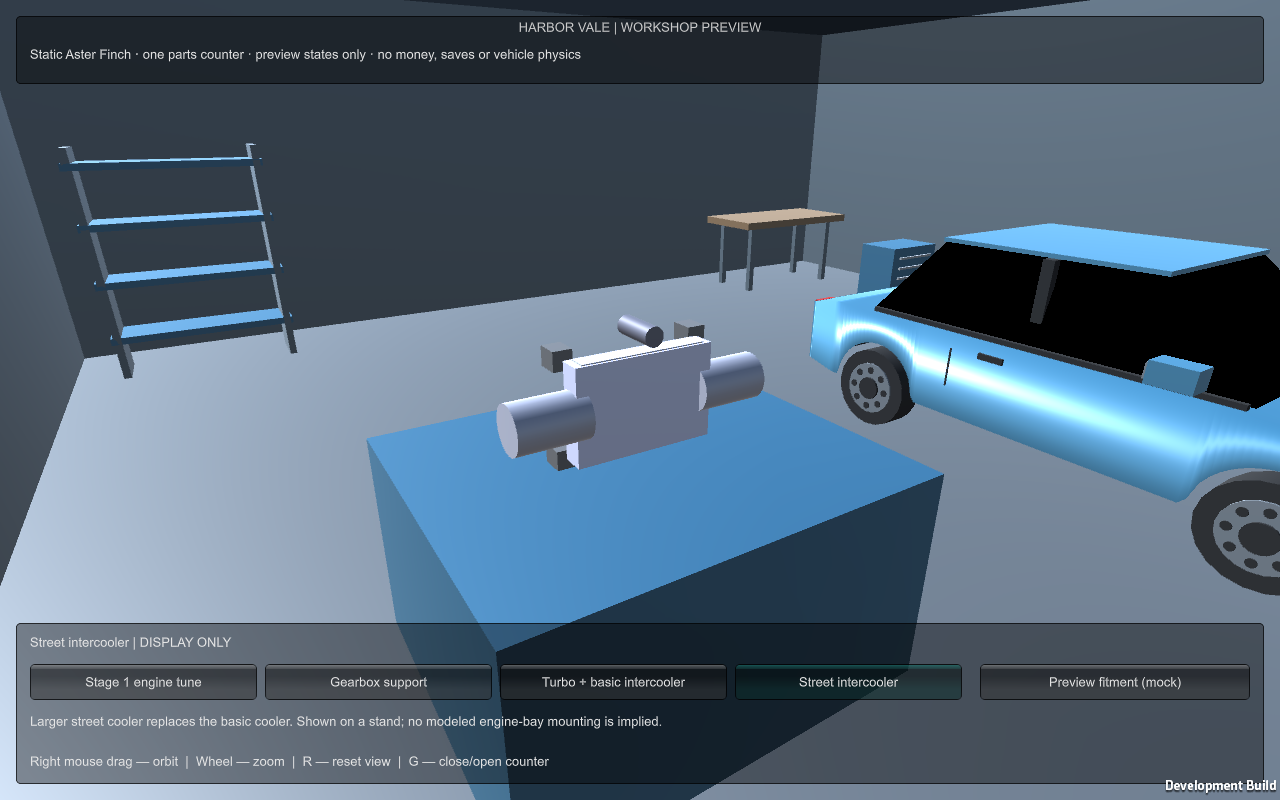 HARBOR VALE | WORKSHOP PREVIEW
Static Aster Finch · one parts counter · preview states only · no money, saves or vehicle physics
Street intercooler | DISPLAY ONLY
Stage 1 engine tune
Gearbox support
Turbo + basic intercooler
Street intercooler
Preview fitment (mock)
Larger street cooler replaces the basic cooler. Shown on a stand; no modeled engine-bay mounting is implied.
Right mouse drag — orbit | Wheel — zoom | R — reset view | G — close/open counter
Development Build